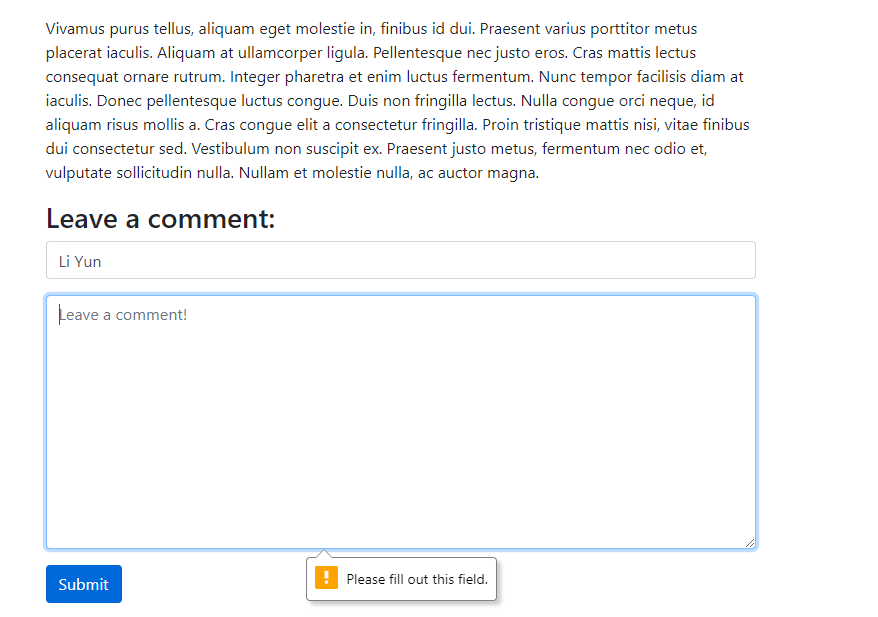 Vivamus purus tellus, aliquam eget molestie in, finibus id dui. Praesent varius porttitor metus
placerat iaculis. Aliquam at ullamcorper ligula. Pellentesque nec justo eros. Cras mattis lectus
consequat ornare rutrum. Integer pharetra et enim luctus fermentum. Nunc tempor facilisis diam at
iaculis. Donec pellentesque luctus congue. Duis non fringilla lectus. Nulla congue orci neque, id
aliquam risus mollis a. Cras congue elit a consectetur fringilla. Proin tristique mattis nisi, vitae finibus
dui consectetur sed. Vestibulum non suscipit ex. Praesent justo metus, fermentum nec odio et,
vulputate sollicitudin nulla. Nullam et molestie nulla, ac auctor magna.
Leave a comment:
Li Yun
Leave a comment!
Please fill out this field.
Submit